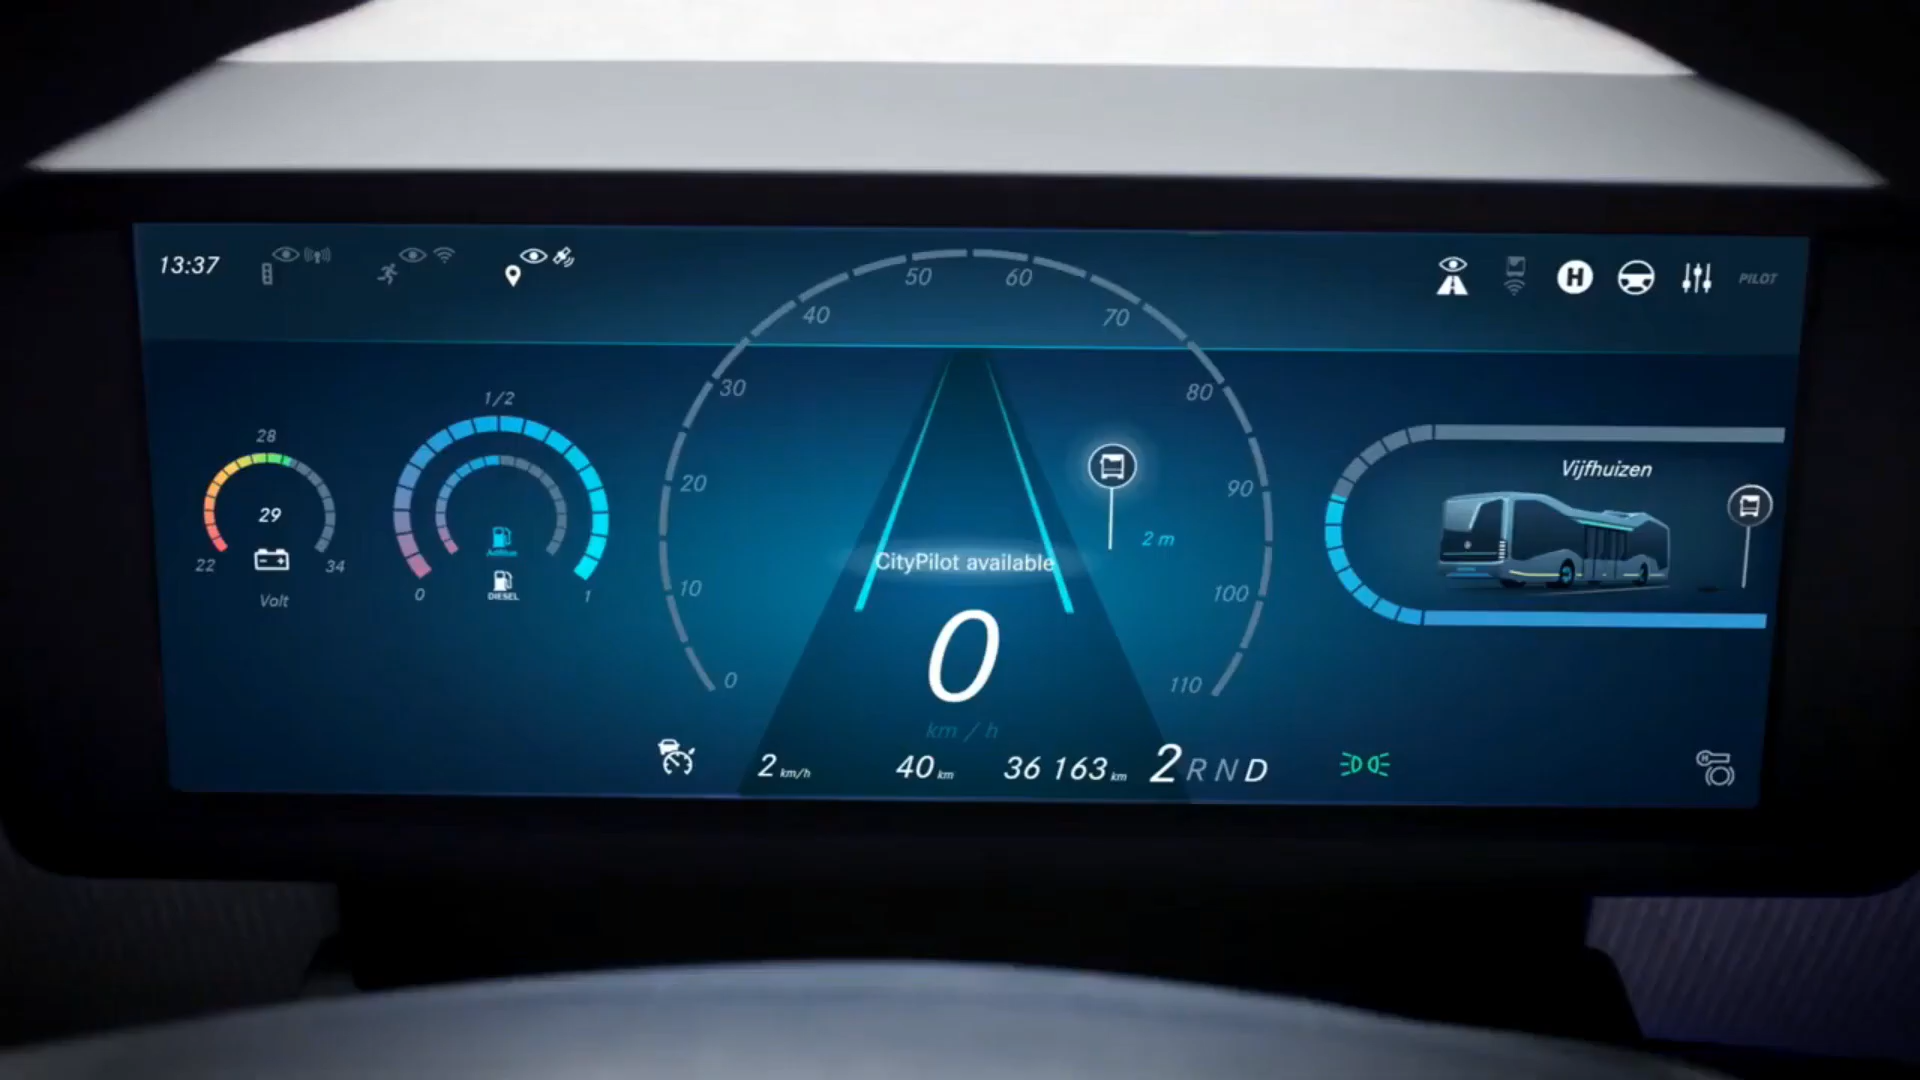 13:37
PILOT
H
50
60
40
70
30
80
20
90
10
100
0
110
28
29
22
34
Volt
1/2
AdBlue
DIESEL
0
1
2 m
CityPilot available
0
km / h
Vijfhuizen
2 km/h
40 km
36 163 km
2 R N D
H